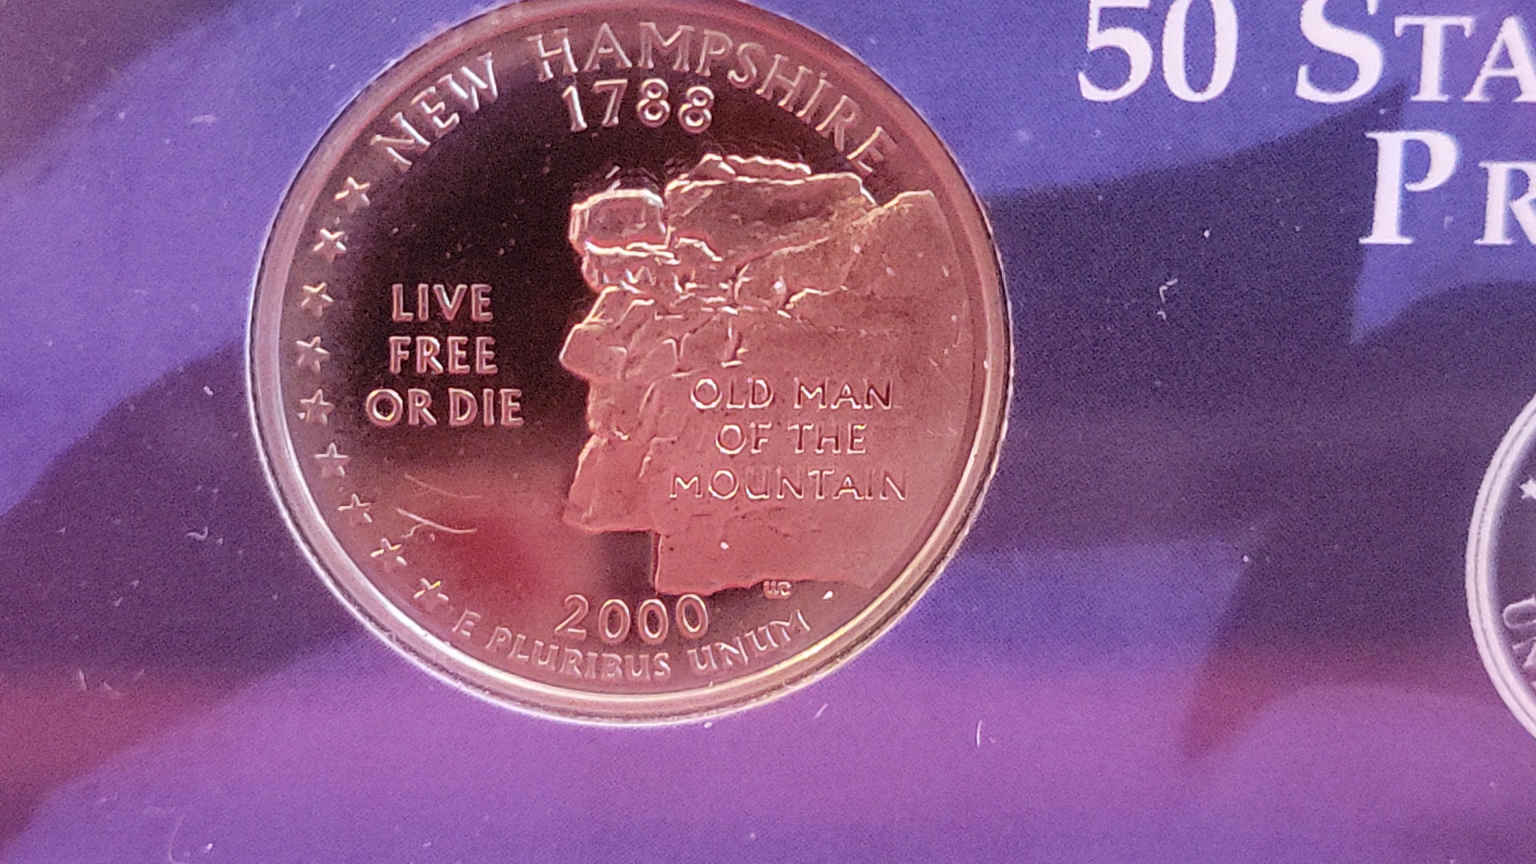 NEW HAMPSHIRE
1788
LIVE
FREE
OR DIE
OLD MAN
OF THE
MOUNTAIN
2000
E PLURIBUS UNUM
50 STA
PR